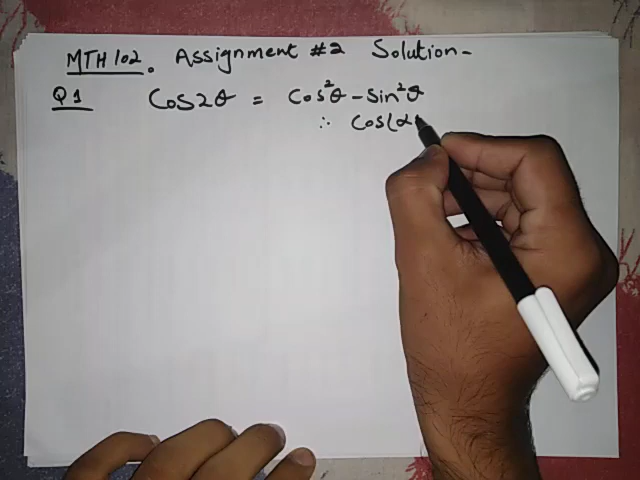 MTH 102. Assignment #2 Solution-
Q1 Cos2θ = Cos²θ - Sin²θ
∴ Cos(α